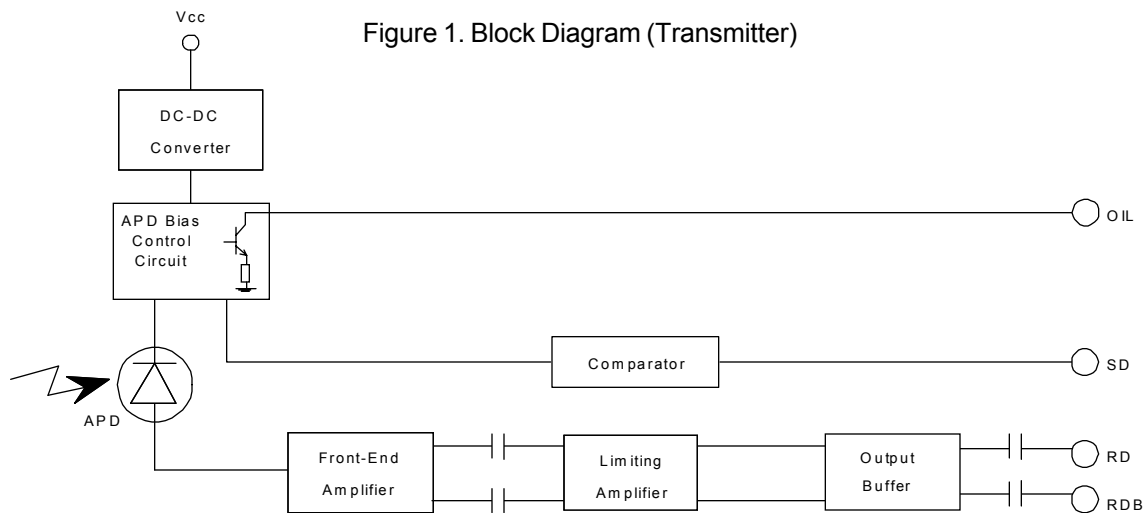 Figure 1. Block Diagram (Transmitter)
Vcc
DC-DC
Converter
APD Bias
Control
Circuit
OIL
Comparator
SD
APD
Front-End
Amplifier
Limiting
Amplifier
Output
Buffer
RD
RDB